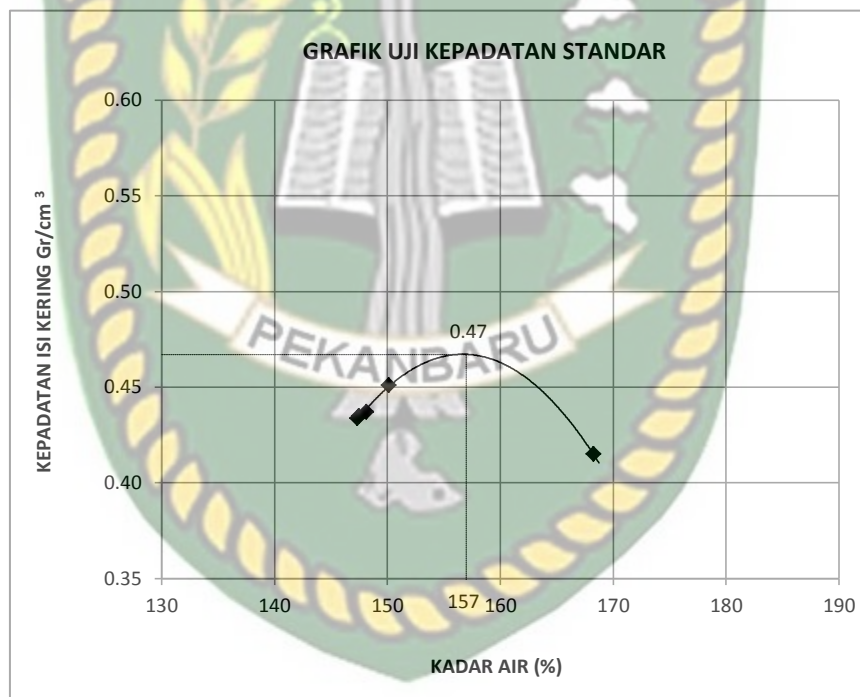 GRAFIK UJI KEPADATAN STANDAR
0.60
0.55
KEPADATAN ISI KERING Gr/cm ³
0.50
0.47
PEKANBARU
0.45
0.40
0.35
130 140 150 157 160 170 180 190
KADAR AIR (%)